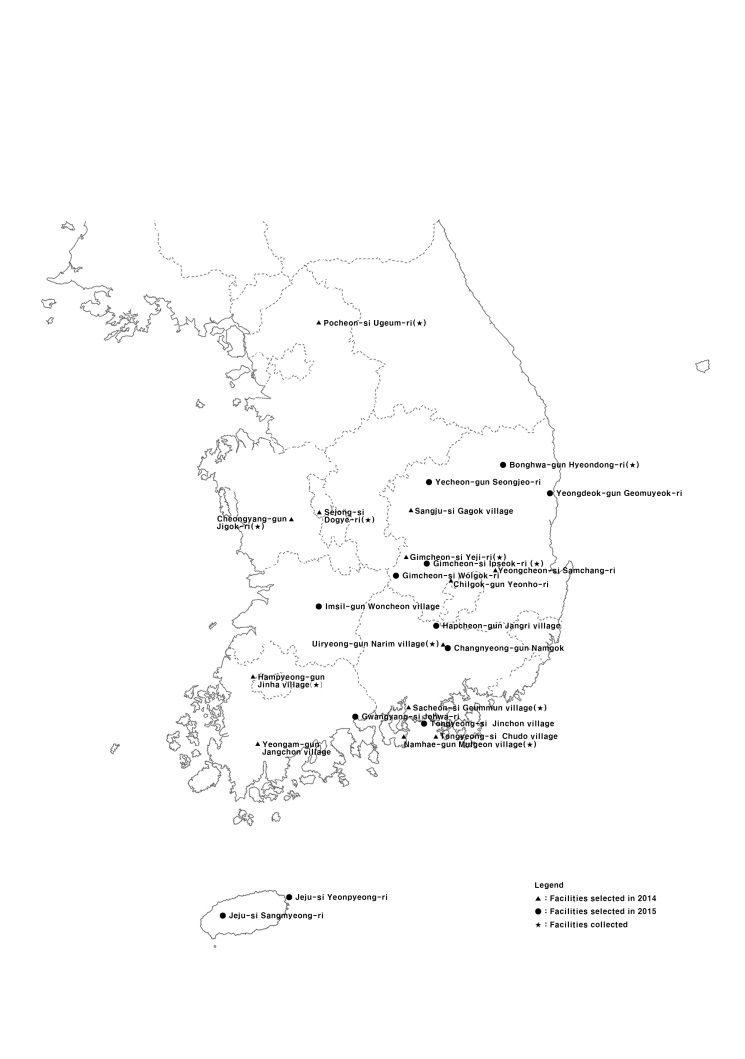 Pocheon-si Ugeum-ri(★)
Bonghwa-gun Hyeondong-ri(★)
Yecheon-gun Seongjeo-ri
Yeongdeok-gun Geomuyeok-ri
Sangju-si Gagok village
Sejong-si
Dogye-ri(★)
Cheongyang-gun
Jigok-ri(★)
Gimcheon-si Yeji-ri(★)
Gimcheon-si Ipseok-ri (★)
Yeongcheon-si Samchang-ri
Gimcheon-si Wolgok-ri
Chilgok-gun Yeonho-ri
Imsil-gun Woncheon village
Hapcheon-gun Jangri village
Uiryeong-gun Narim village(★)
Changnyeong-gun Namgok
Hampyeong-gun
Jinha village(★)
Sacheon-si Geummun village(★)
Gwangyang-si Johwa-ri
Tongyeong-si Jinchon village
Tongyeong-si Chudo village
Namhae-gun Mulgeon village(★)
Yeongam-gun
Jangchon village
Jeju-si Yeonpyeong-ri
Jeju-si Sangmyeong-ri
Legend
▲ : Facilities selected in 2014
● : Facilities selected in 2015
★ : Facilities collected